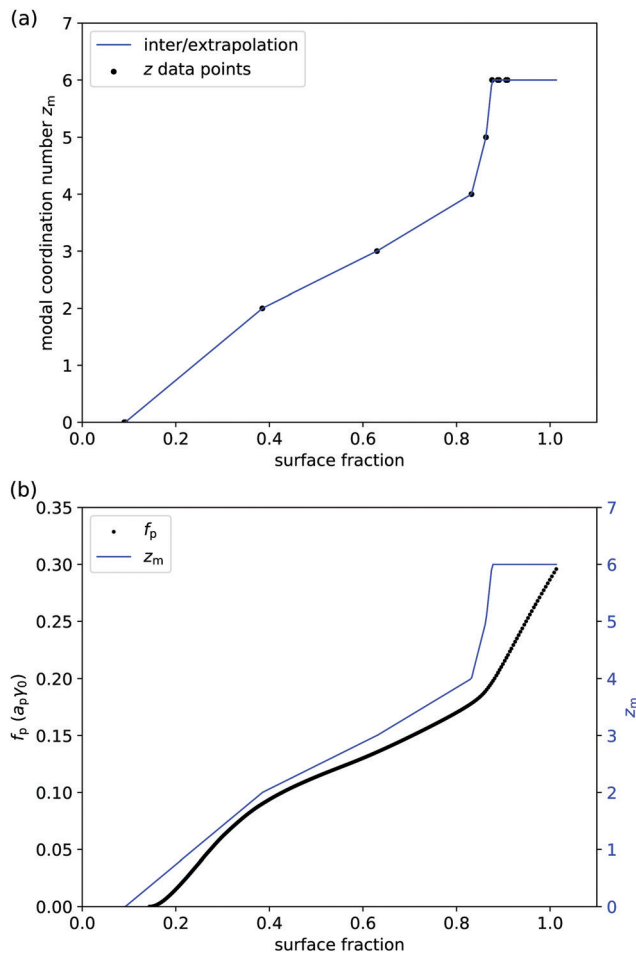 (a)
7
6
5
4
3
2
1
0
modal coordination number zₘ
inter/extrapolation
z data points
0.0 0.2 0.4 0.6 0.8 1.0
surface fraction
(b)
0.35
0.30
0.25
0.20
0.15
0.10
0.05
0.00
fₚ (aₚγ₀)
fₚ
zₘ
7
6
5
4
3
2
1
0
zₘ
0.0 0.2 0.4 0.6 0.8 1.0
surface fraction